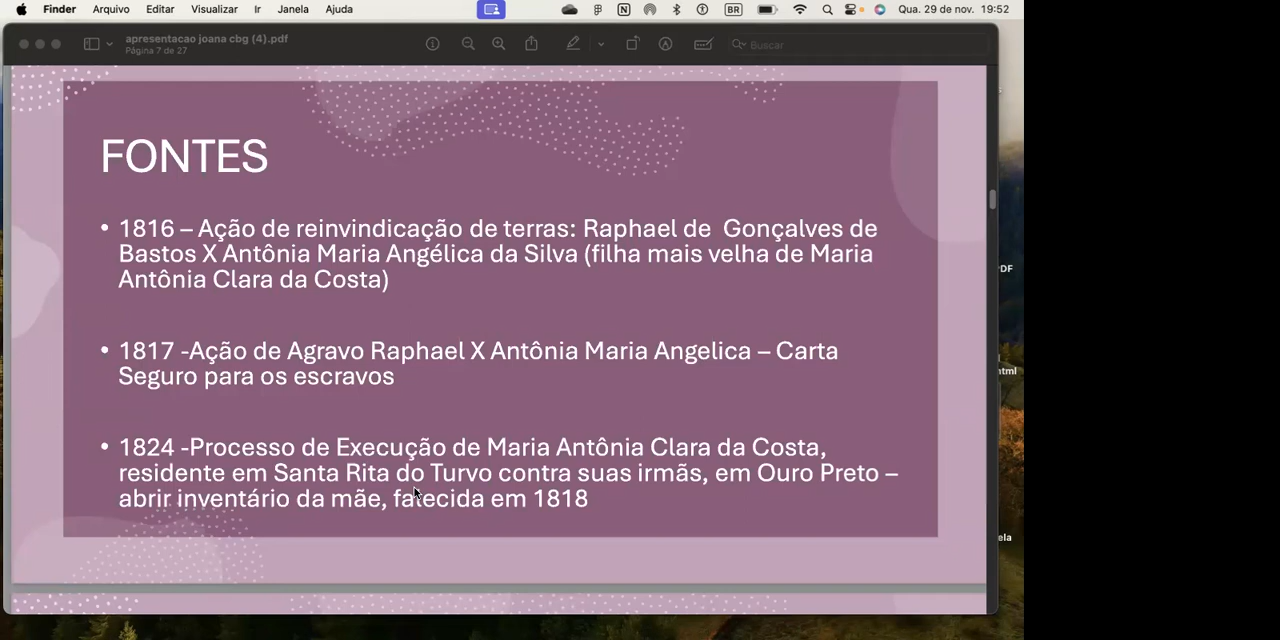 Finder Arquivo Editar Visualizar Ir Janela Ajuda BR Qua. 29 de nov. 19:52
apresentacao joana cbg (4).pdf
Página 7 de 27
Buscar
FONTES
• 1816 – Ação de reinvindicação de terras: Raphael de Gonçalves de
Bastos X Antônia Maria Angélica da Silva (filha mais velha de Maria
Antônia Clara da Costa)
• 1817 -Ação de Agravo Raphael X Antônia Maria Angelica – Carta
Seguro para os escravos
• 1824 -Processo de Execução de Maria Antônia Clara da Costa,
residente em Santa Rita do Turvo contra suas irmãs, em Ouro Preto –
abrir inventário da mãe, falecida em 1818